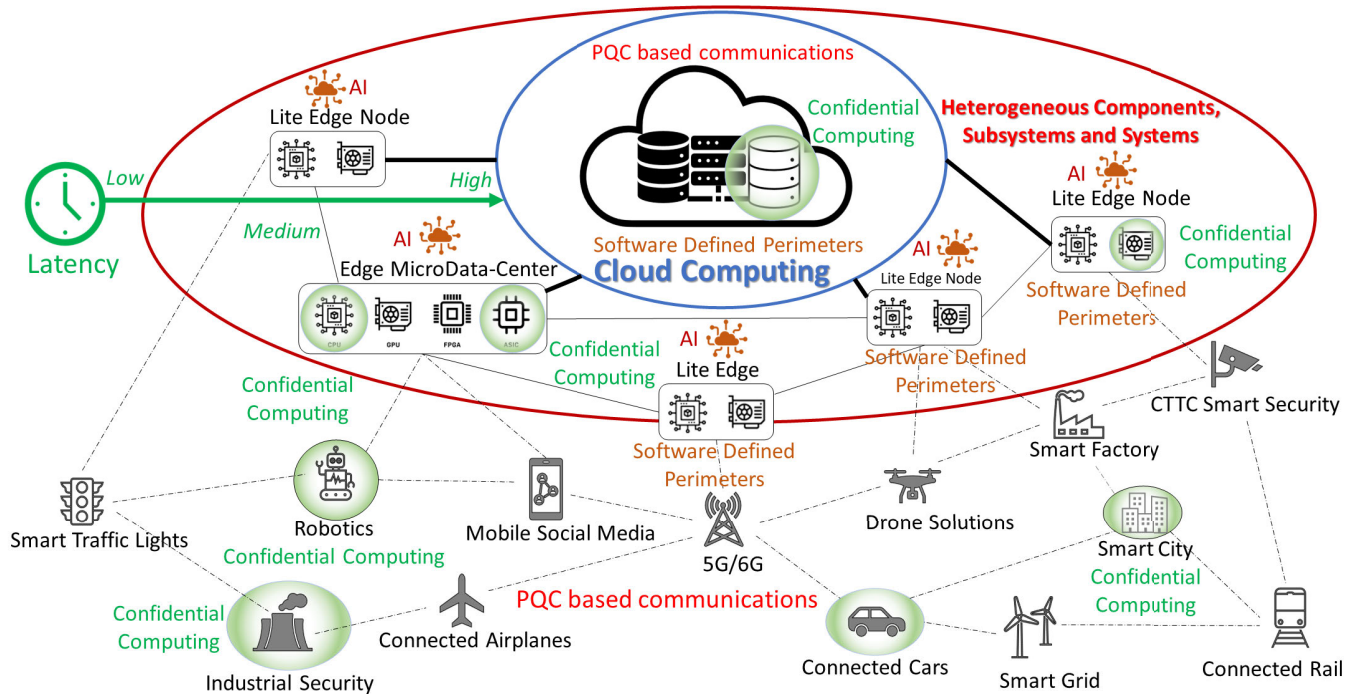 PQC based communications
AI
Lite Edge Node
Confidential
Computing
Heterogeneous Components,
Subsystems and Systems
Low
High
AI
Lite Edge Node
Medium
AI
Latency
Edge MicroData-Center
Software Defined Perimeters
Cloud Computing
AI
Lite Edge Node
Confidential
Computing
Software Defined
Perimeters
CPU
GPU
FPGA
ASIC
Confidential
Computing
AI
Lite Edge
Software Defined
Perimeters
Confidential
Computing
CTTC Smart Security
Software Defined
Perimeters
Smart Factory
Smart Traffic Lights
Robotics
Mobile Social Media
5G/6G
Drone Solutions
Smart City
Confidential Computing
Confidential
Computing
Confidential
Computing
PQC based communications
Connected Airplanes
Industrial Security
Connected Cars
Smart Grid
Connected Rail